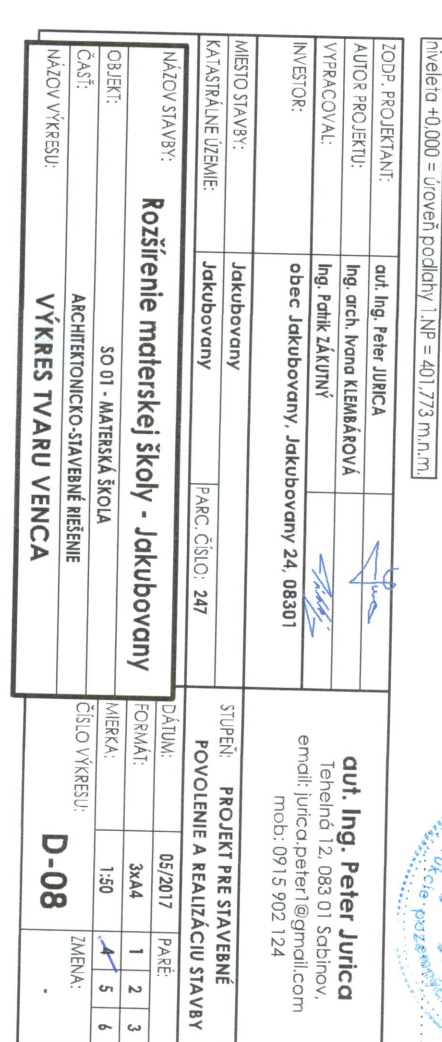 niveleta +0,000 = úroveň podlahy 1.NP = 401,773 m.n.m.
ZODP. PROJEKTANT: aut. Ing. Peter JURICA
AUTOR PROJEKTU: Ing. arch. Ivana KLEMBÁROVÁ
VYPRACOVAL: Ing. Patrik ZÁKUTNÝ
INVESTOR: obec Jakubovany, Jakubovany 24, 08301
aut. Ing. Peter Jurica
Tehelná 12, 083 01 Sabinov,
email: jurica.peter1@gmail.com
mob: 0915 902 124
MIESTO STAVBY: Jakubovany
KATASTRÁLNE ÚZEMIE: Jakubovany PARC. ČÍSLO: 247
STUPEŇ: PROJEKT PRE STAVEBNÉ
POVOLENIE A REALIZÁCIU STAVBY
NÁZOV STAVBY: Rozšírenie materskej školy - Jakubovany
OBJEKT: SO 01 - MATERSKÁ ŠKOLA
ČASŤ: ARCHITEKTONICKO-STAVEBNÉ RIEŠENIE
NÁZOV VÝKRESU: VÝKRES TVARU VENCA
DÁTUM: 05/2017 PARÉ:
FORMÁT: 3xA4 1 2 3
MIERKA: 1:50 4 5 6
ČÍSLO VÝKRESU: D-08 ZMENA: -